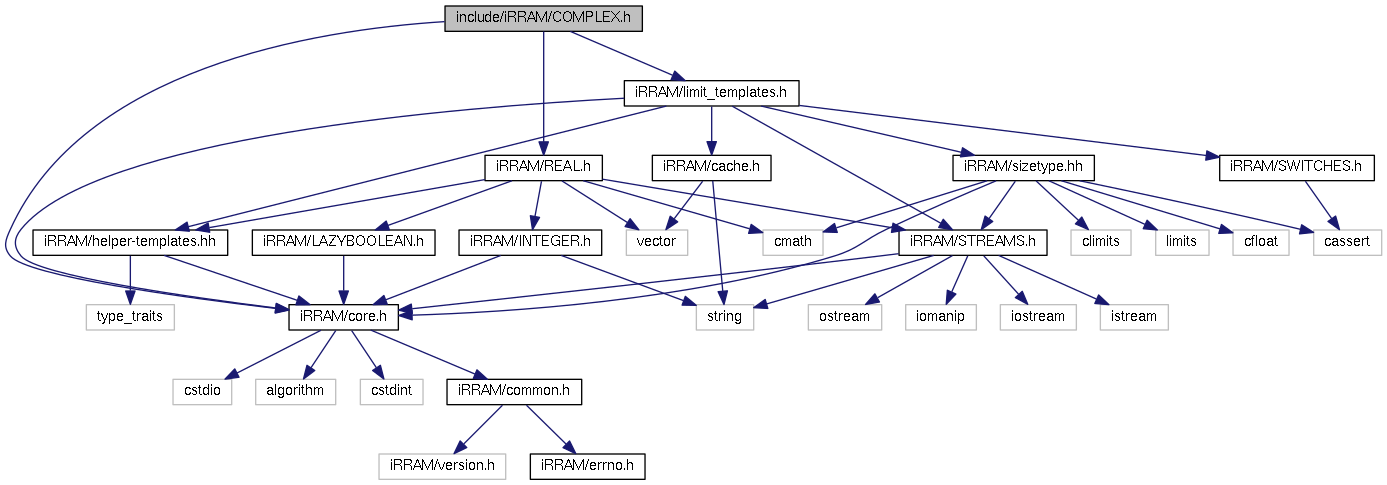 include/iRRAM/COMPLEX.h
iRRAM/limit_templates.h
iRRAM/REAL.h
iRRAM/cache.h
iRRAM/sizetype.hh
iRRAM/SWITCHES.h
iRRAM/helper-templates.hh
iRRAM/LAZYBOOLEAN.h
iRRAM/INTEGER.h
vector
cmath
iRRAM/STREAMS.h
climits
limits
cfloat
cassert
type_traits
iRRAM/core.h
string
ostream
iomanip
iostream
istream
cstdio
algorithm
cstdint
iRRAM/common.h
iRRAM/version.h
iRRAM/errno.h